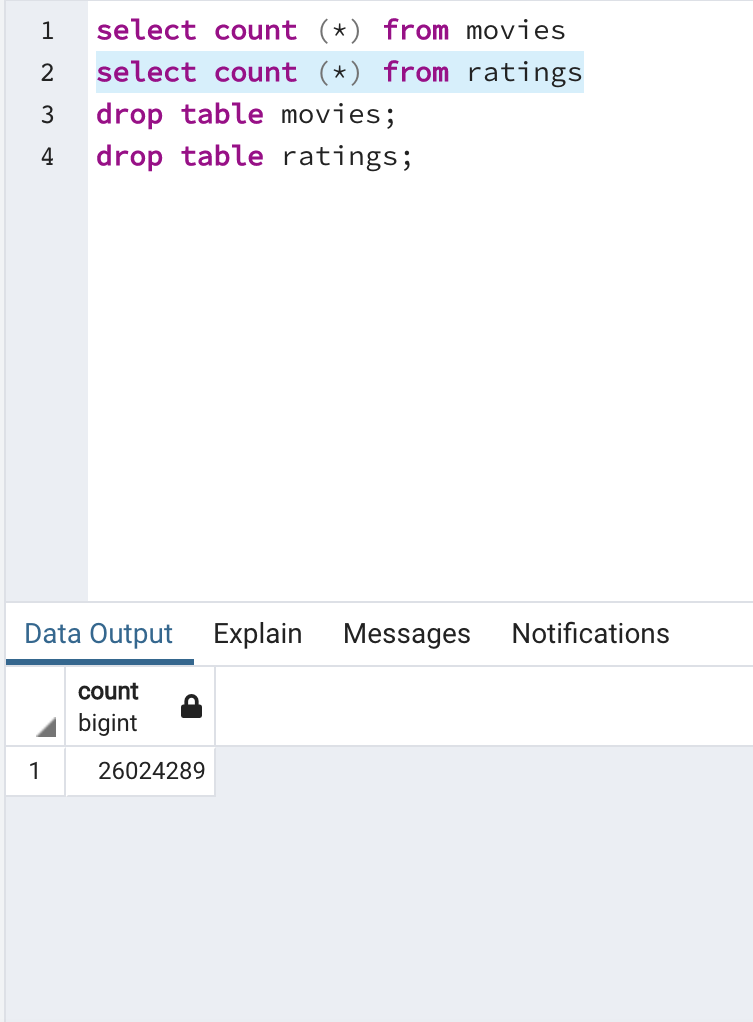 1 select count (*) from movies
2 select count (*) from ratings
3 drop table movies;
4 drop table ratings;
Data Output Explain Messages Notifications
count
bigint
1 26024289